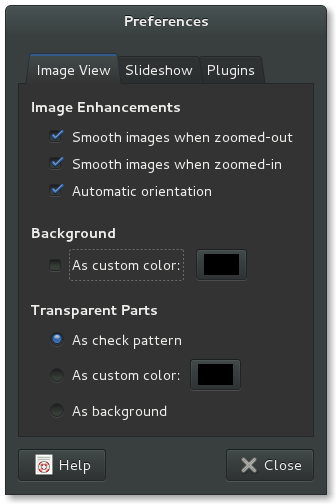 Preferences
Image View Slideshow Plugins
Image Enhancements
Smooth images when zoomed-out
Smooth images when zoomed-in
Automatic orientation
Background
As custom color:
Transparent Parts
As check pattern
As custom color:
As background
Help Close